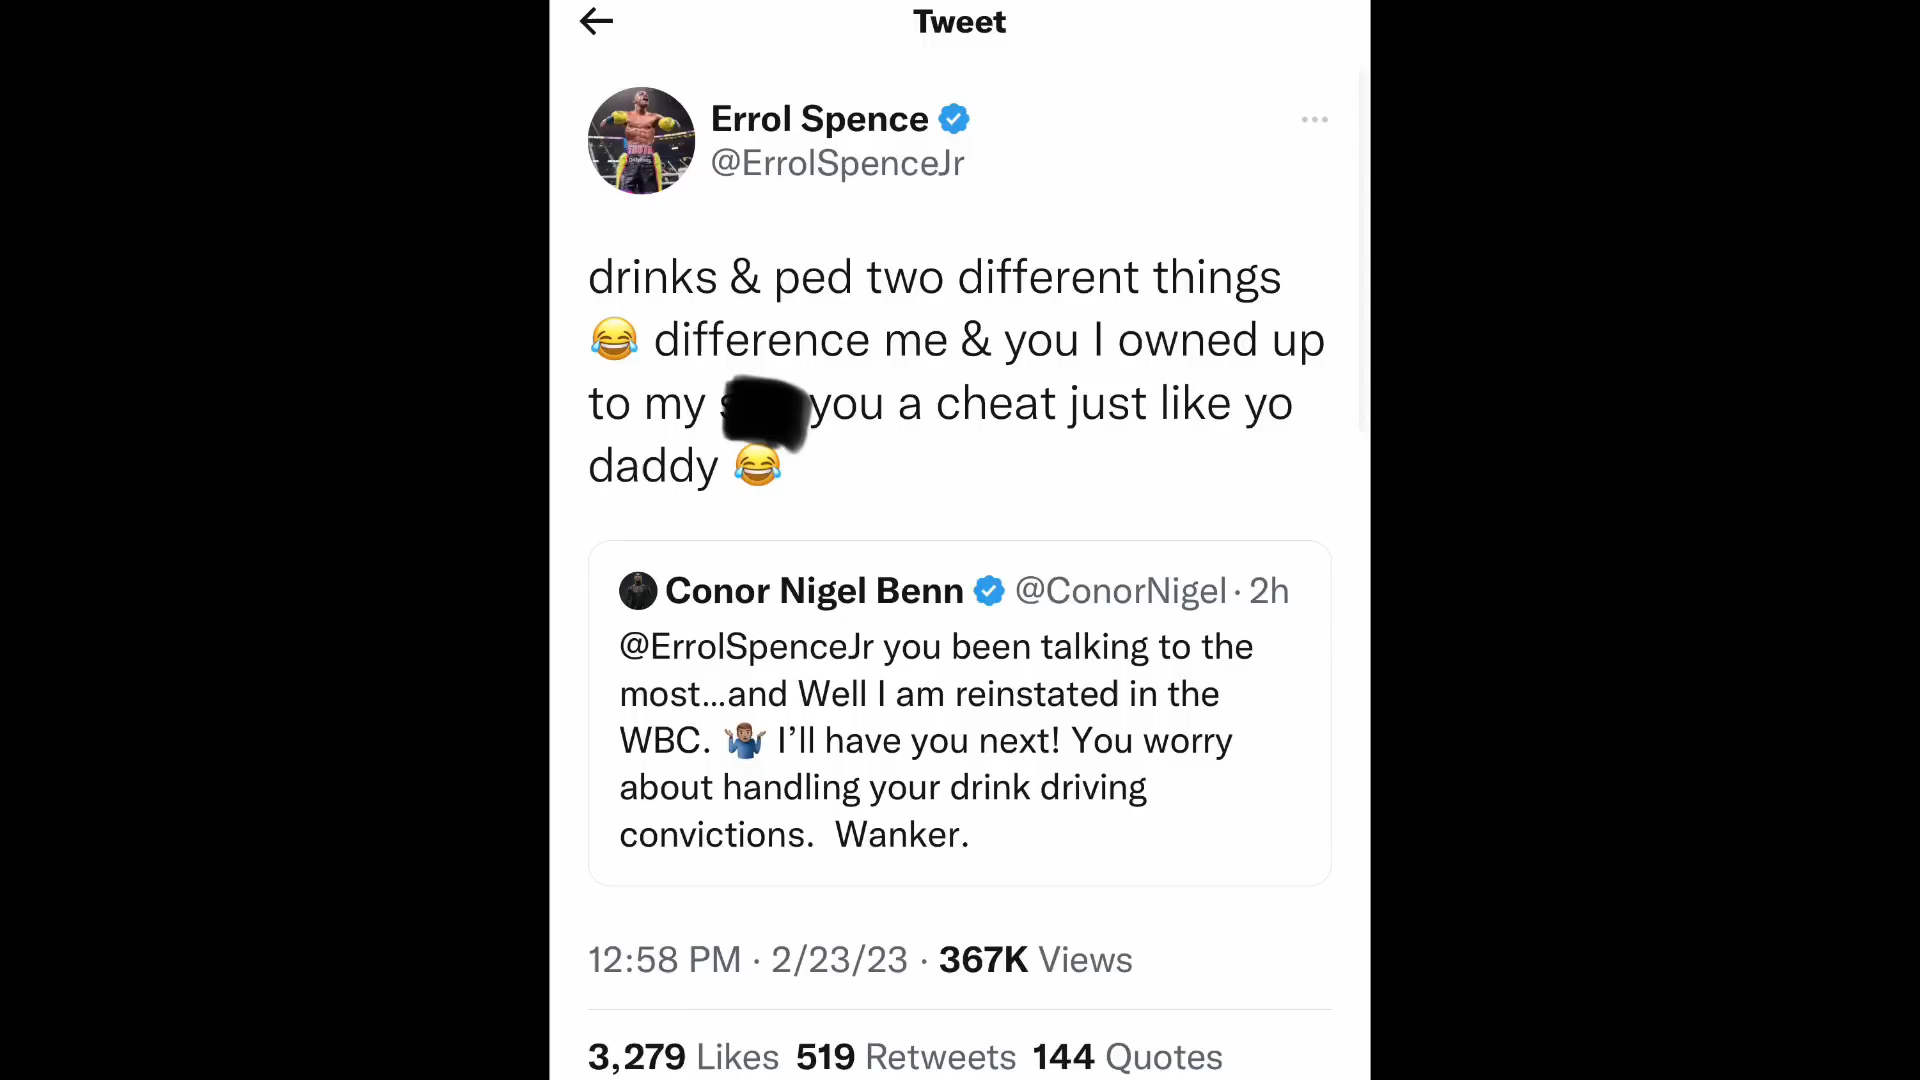 Tweet
Errol Spence
@ErrolSpenceJr
drinks & ped two different things
😂 difference me & you I owned up
to my you a cheat just like yo
daddy 😂
Conor Nigel Benn @ConorNigel · 2h
@ErrolSpenceJr you been talking to the
most...and Well I am reinstated in the
WBC. 🤷🏽‍♂️ I’ll have you next! You worry
about handling your drink driving
convictions.  Wanker.
12:58 PM · 2/23/23 · 367K Views
3,279 Likes 519 Retweets 144 Quotes